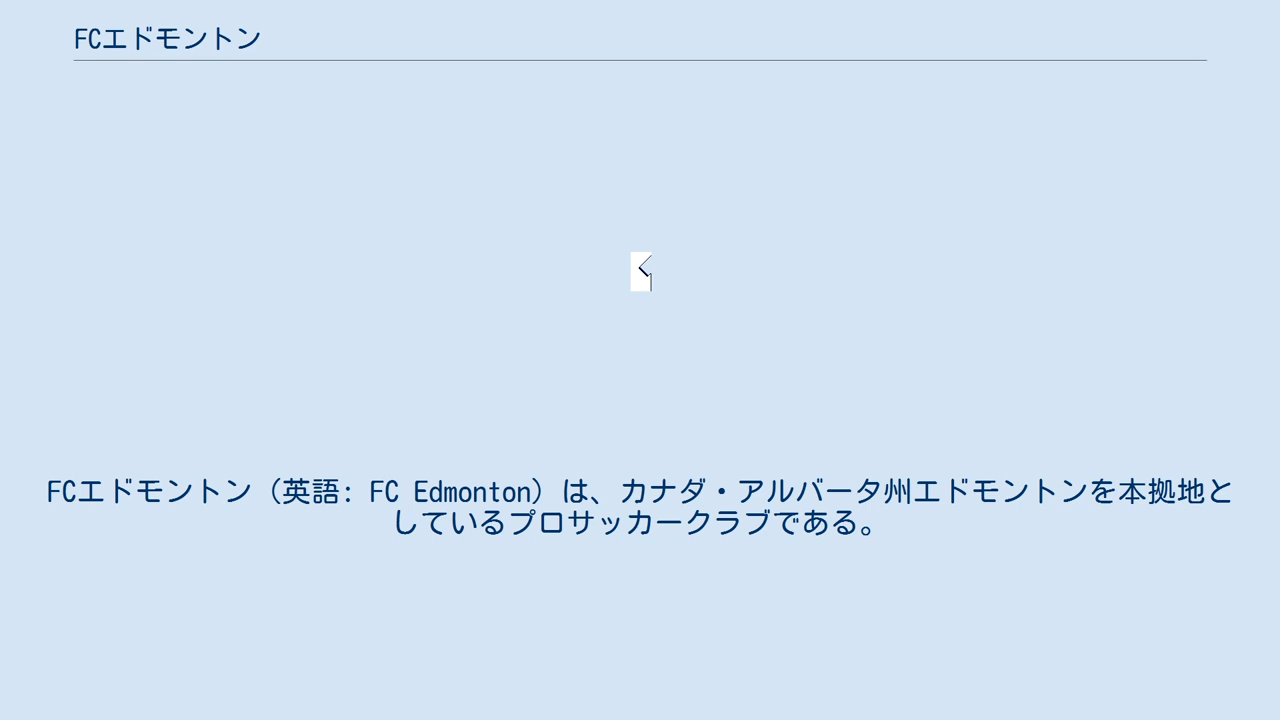 FCエドモントン
FCエドモントン（英語: FC Edmonton）は、カナダ・アルバータ州エドモントンを本拠地と
しているプロサッカークラブである。